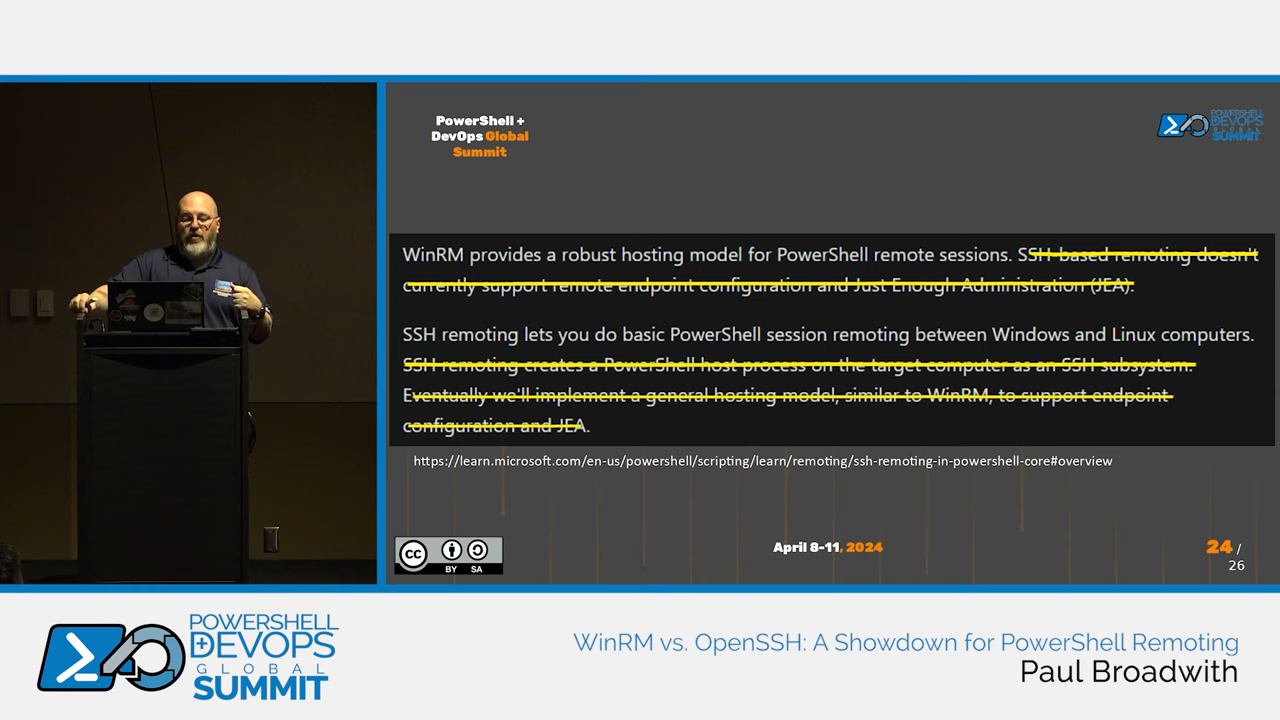 PowerShell +
DevOps Global
Summit
POWERSHELL
DEVOPS
GLOBAL
SUMMIT
WinRM provides a robust hosting model for PowerShell remote sessions. SSH-based remoting doesn't
currently support remote endpoint configuration and Just Enough Administration (JEA).
SSH remoting lets you do basic PowerShell session remoting between Windows and Linux computers.
SSH remoting creates a PowerShell host process on the target computer as an SSH subsystem.
Eventually we'll implement a general hosting model, similar to WinRM, to support endpoint
configuration and JEA.
https://learn.microsoft.com/en-us/powershell/scripting/learn/remoting/ssh-remoting-in-powershell-core#overview
cc
BY SA
April 8-11, 2024
24 /
26
POWERSHELL
DEVOPS
GLOBAL
SUMMIT
WinRM vs. OpenSSH: A Showdown for PowerShell Remoting
Paul Broadwith